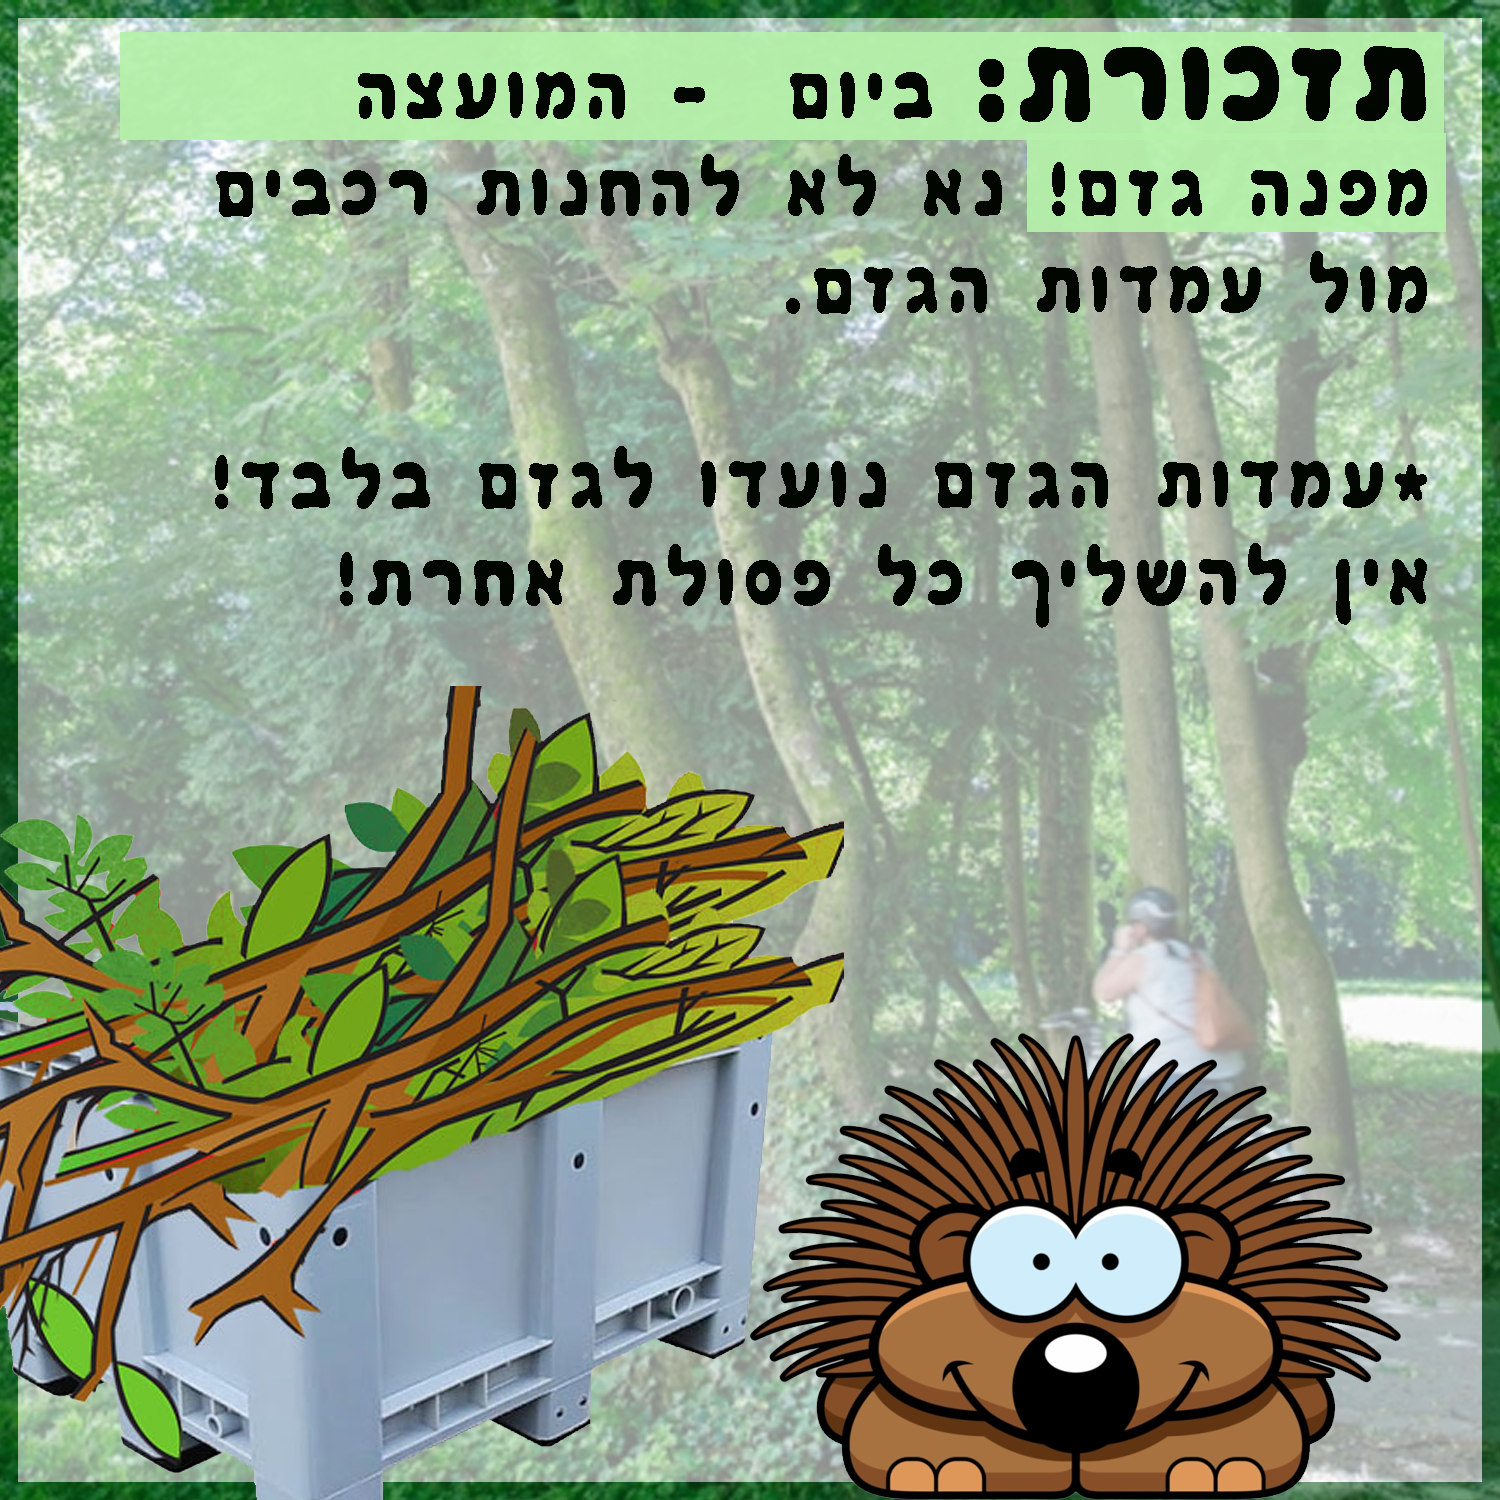 תזכורת: ביום - המועצה
מפנה גזם! נא לא להחנות רכבים
מול עמדות הגזם.
*עמדות הגזם נועדו לגזם בלבד!
אין להשליך כל פסולת אחרת!